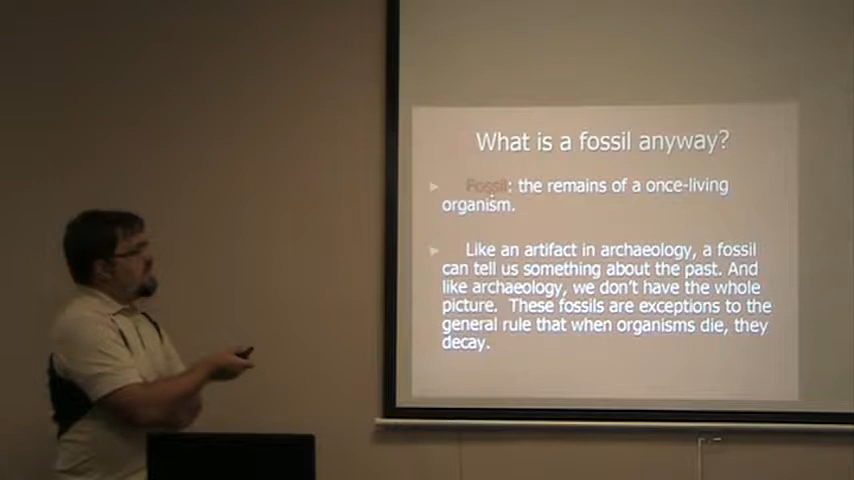 What is a fossil anyway?
Fossil: the remains of a once-living
organism.
Like an artifact in archaeology, a fossil
can tell us something about the past. And
like archaeology, we don't have the whole
picture. These fossils are exceptions to the
general rule that when organisms die, they
decay.